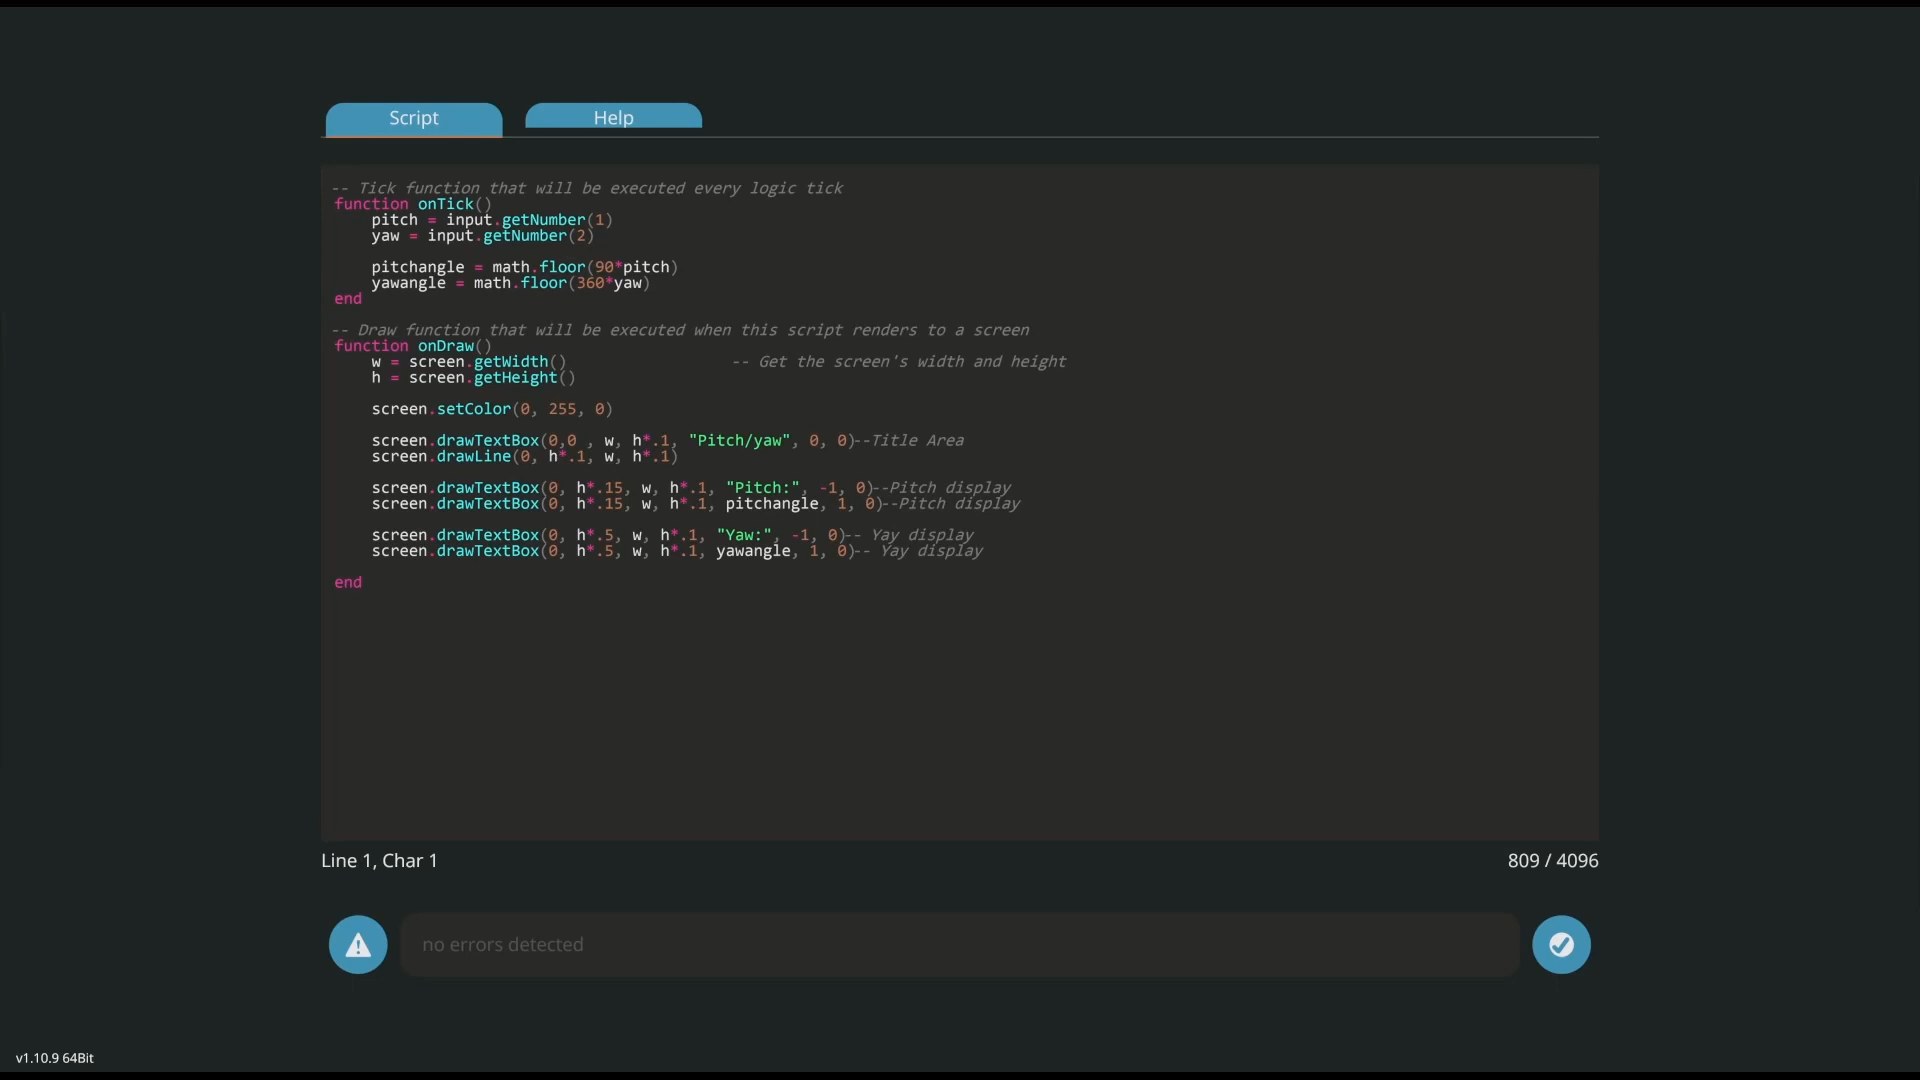 Script
Help
-- Tick function that will be executed every logic tick
function onTick()
    pitch = input.getNumber(1)
    yaw = input.getNumber(2)
    pitchangle = math.floor(90*pitch)
    yawangle = math.floor(360*yaw)
end
-- Draw function that will be executed when this script renders to a screen
function onDraw()
    w = screen.getWidth()                  -- Get the screen's width and height
    h = screen.getHeight()
    screen.setColor(0, 255, 0)
    screen.drawTextBox(0,0 , w, h*.1, "Pitch/yaw", 0, 0)--Title Area
    screen.drawLine(0, h*.1, w, h*.1)
    screen.drawTextBox(0, h*.15, w, h*.1, "Pitch:", -1, 0)--Pitch display
    screen.drawTextBox(0, h*.15, w, h*.1, pitchangle, 1, 0)--Pitch display
    screen.drawTextBox(0, h*.5, w, h*.1, "Yaw:", -1, 0)-- Yay display
    screen.drawTextBox(0, h*.5, w, h*.1, yawangle, 1, 0)-- Yay display
end
Line 1, Char 1
809 / 4096
no errors detected
v1.10.9 64Bit